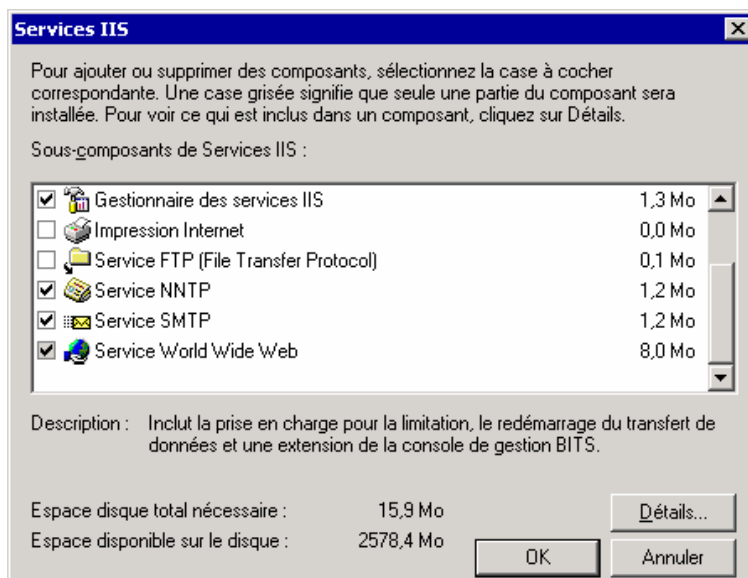 Services IIS
Pour ajouter ou supprimer des composants, sélectionnez la case à cocher
correspondante. Une case grisée signifie que seule une partie du composant sera
installée. Pour voir ce qui est inclus dans un composant, cliquez sur Détails.
Sous-composants de Services IIS :
Gestionnaire des services IIS 1,3 Mo
Impression Internet 0,0 Mo
Service FTP (File Transfer Protocol) 0,1 Mo
Service NNTP 1,2 Mo
Service SMTP 1,2 Mo
Service World Wide Web 8,0 Mo
Description : Inclut la prise en charge pour la limitation, le redémarrage du transfert de
données et une extension de la console de gestion BITS.
Espace disque total nécessaire : 15,9 Mo
Détails...
Espace disponible sur le disque : 2578,4 Mo
OK Annuler